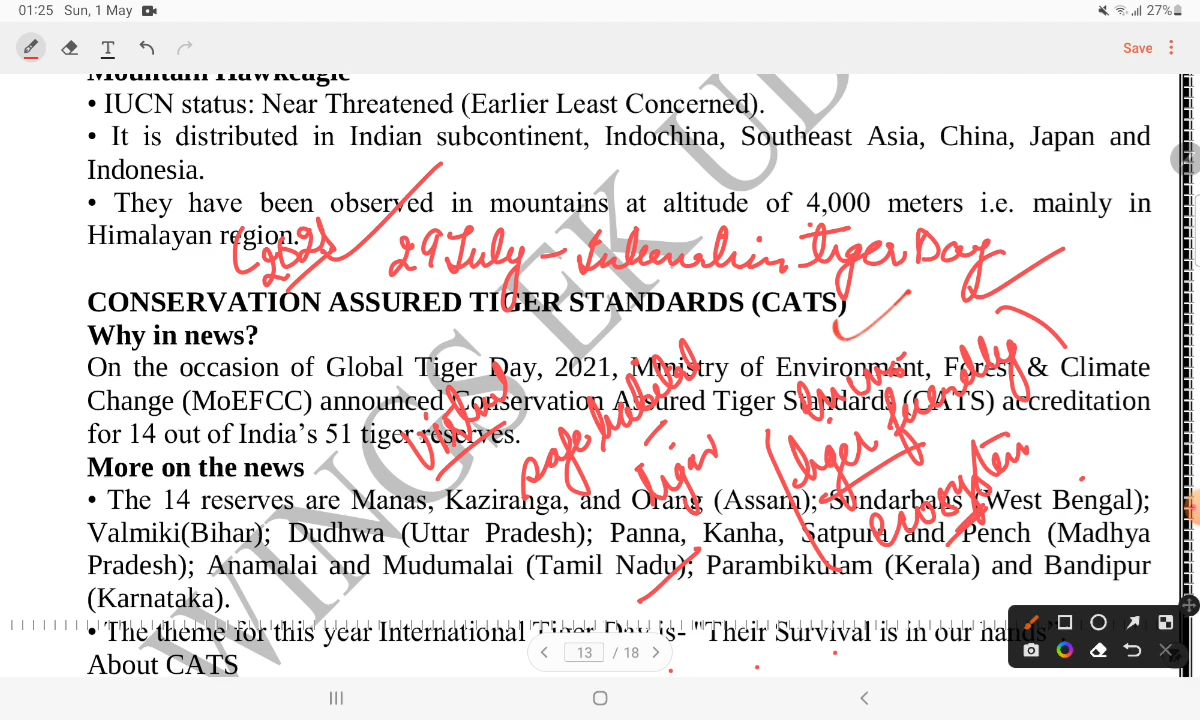 01:25 Sun, 1 May 27%
T Save
Mountain Hawkeagle
• IUCN status: Near Threatened (Earlier Least Concerned).
• It is distributed in Indian subcontinent, Indochina, Southeast Asia, China, Japan and
Indonesia.
• They have been observed in mountains at altitude of 4,000 meters i.e. mainly in
Himalayan region.
(2021 29 July - Internation tiger Day
CONSERVATION ASSURED TIGER STANDARDS (CATS)
Why in news?
On the occasion of Global Tiger Day, 2021, Ministry of Environment, Forest & Climate
Change (MoEFCC) announced Conservation Assured Tiger Standards (CATS) accreditation
for 14 out of India's 51 tiger reserves.
safe habitat
tiger
tiger friendly
ecosystem
More on the news
• The 14 reserves are Manas, Kaziranga, and Orang (Assam); Sundarbans (West Bengal);
Valmiki(Bihar); Dudhwa (Uttar Pradesh); Panna, Kanha, Satpura and Pench (Madhya
Pradesh); Anamalai and Mudumalai (Tamil Nadu); Parambikulam (Kerala) and Bandipur
(Karnataka).
• The theme for this year International Tiger Day is- "Their Survival is in our hands".
About CATS
13 / 18
WINGS EK UD